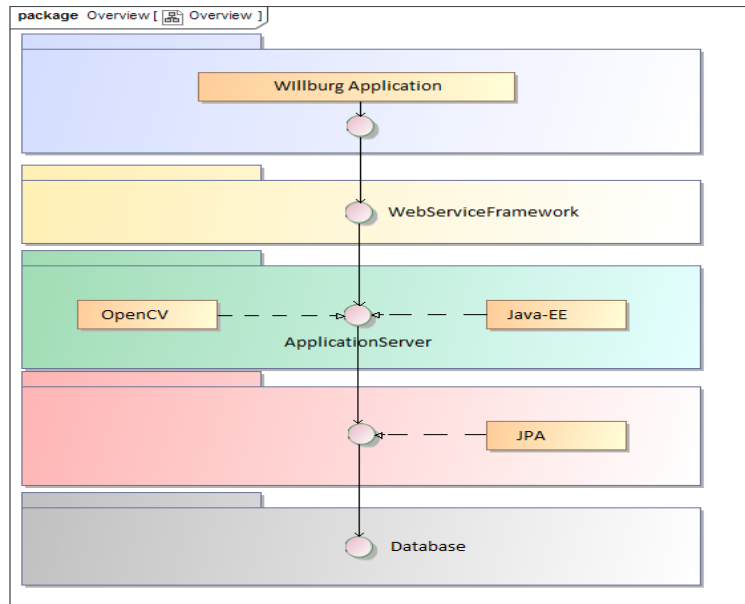 package Overview [ Overview ]
WIllburg Application
WebServiceFramework
OpenCV
Java-EE
ApplicationServer
JPA
Database